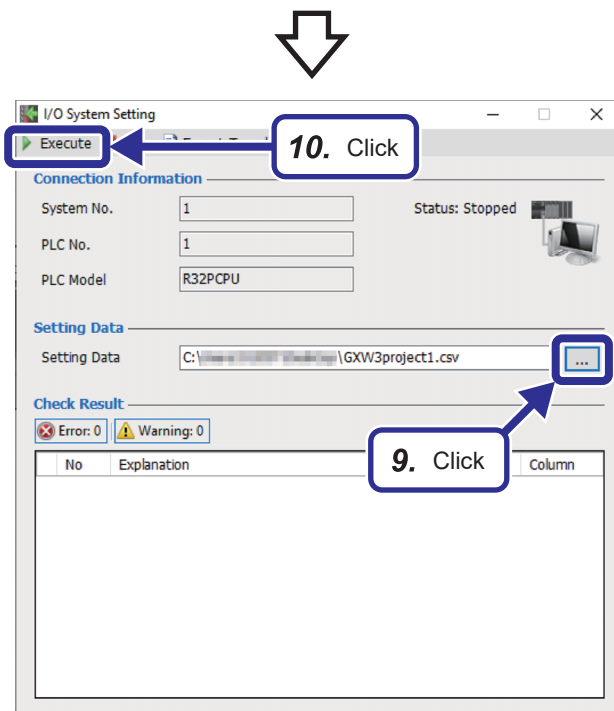 I/O System Setting
Execute
10. Click
Connection Information
System No. 1 Status: Stopped
PLC No. 1
PLC Model R32PCPU
Setting Data
Setting Data C:\ \GXW3project1.csv ...
Check Result
Error: 0 Warning: 0
9. Click
No Explanation Column